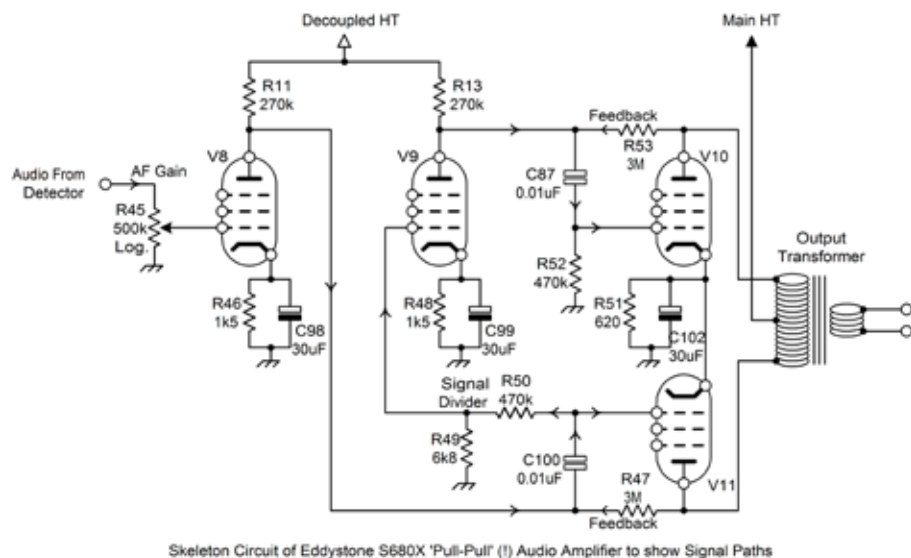 Decoupled HT
Main HT
R11
270k
R13
270k
Feedback
R53
3M
V8
V9
V10
Audio From
Detector
AF Gain
C87
0.01uF
R45
500k
Log.
Output
Transformer
R52
470k
R46
1k5
C98
30uF
R48
1k5
C99
30uF
R51
620
C102
30uF
Signal
Divider
R50
470k
R49
6k8
C100
0.01uF
R47
3M
V11
Feedback
Skeleton Circuit of Eddystone S680X 'Pull-Pull' (!) Audio Amplifier to show Signal Paths